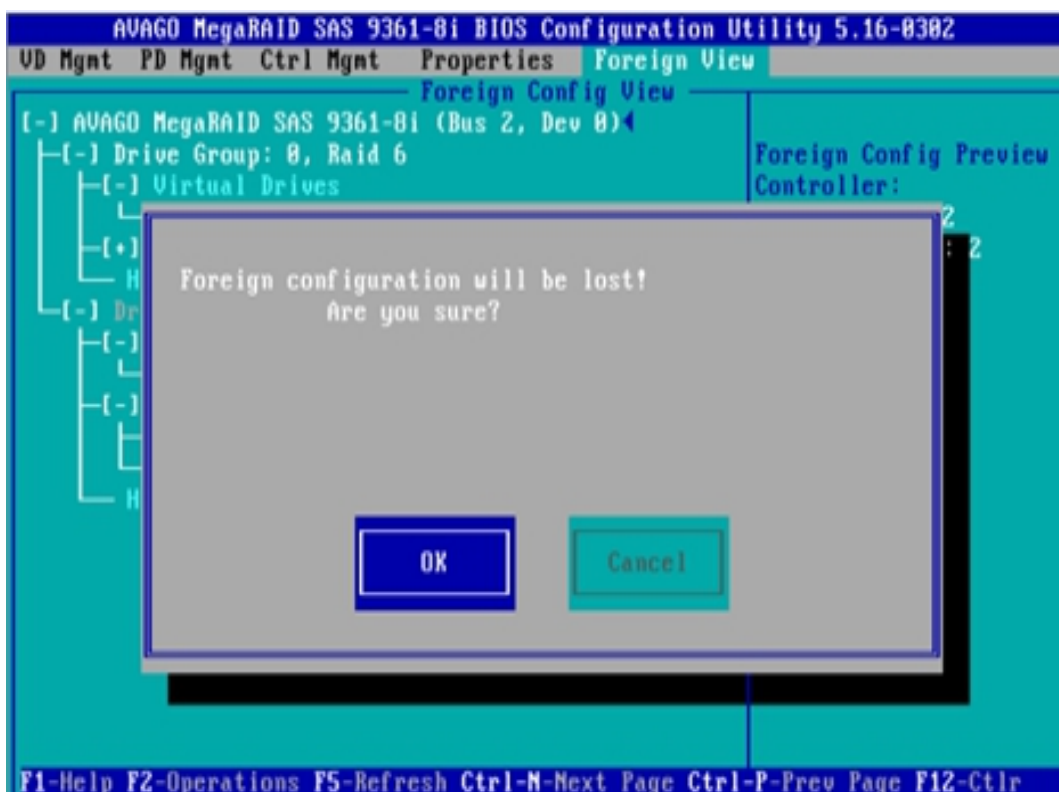 AVAGO MegaRAID SAS 9361-8i BIOS Configuration Utility 5.16-0302
VD Mgmt PD Mgmt Ctrl Mgmt Properties Foreign View
Foreign Config View
[-] AVAGO MegaRAID SAS 9361-8i (Bus 2, Dev 0)
[-] Drive Group: 0, Raid 6
Foreign Config Preview
[-] Virtual Drives
Controller:
2
[+]
: 2
H
Foreign configuration will be lost!
[-] Dr
Are you sure?
[-]
[-]
H
OK
Cancel
F1-Help F2-Operations F5-Refresh Ctrl-N-Next Page Ctrl-P-Prev Page F12-Ctlr